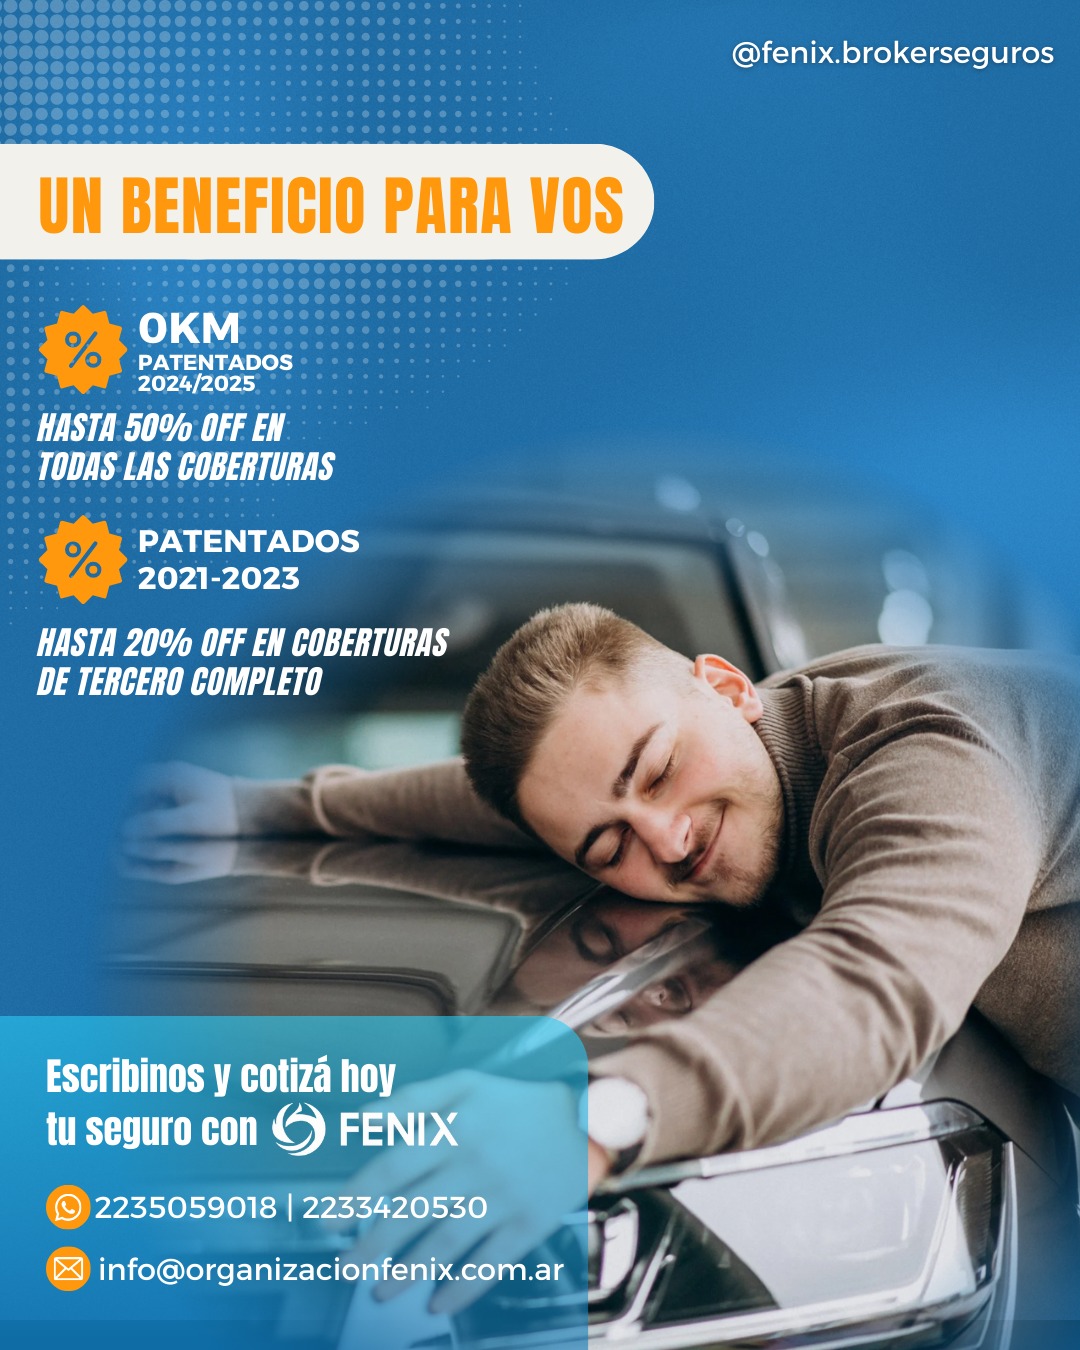 @fenix.brokerseguros
UN BENEFICIO PARA VOS
0KM
PATENTADOS
2024/2025
HASTA 50% OFF EN
TODAS LAS COBERTURAS
PATENTADOS
2021-2023
HASTA 20% OFF EN COBERTURAS
DE TERCERO COMPLETO
Escribinos y cotizá hoy
tu seguro con FENIX
2235059018 | 2233420530
info@organizacionfenix.com.ar